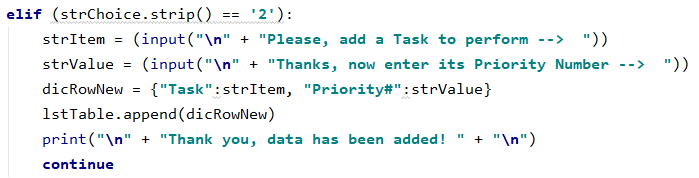 elif (strChoice.strip() == '2'):
    strItem = (input("\n" + "Please, add a Task to perform -->  "))
    strValue = (input("\n" + "Thanks, now enter its Priority Number -->  "))
    dicRowNew = {"Task":strItem, "Priority#":strValue}
    lstTable.append(dicRowNew)
    print("\n" + "Thank you, data has been added! " + "\n")
    continue